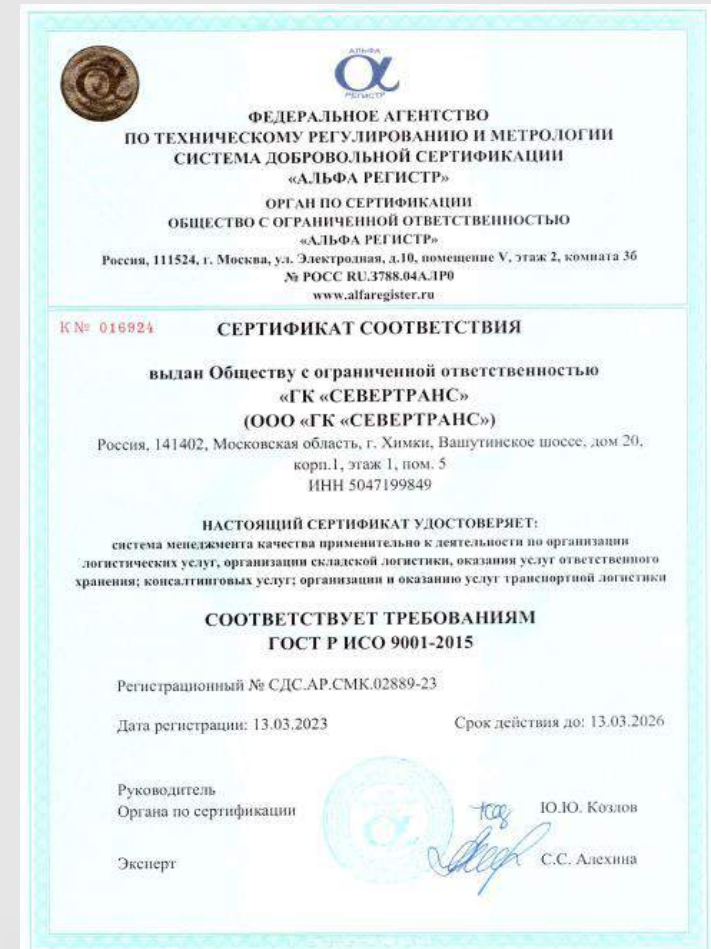 АЛЬФА
РЕГИСТР
ФЕДЕРАЛЬНОЕ АГЕНТСТВО
ПО ТЕХНИЧЕСКОМУ РЕГУЛИРОВАНИЮ И МЕТРОЛОГИИ
СИСТЕМА ДОБРОВОЛЬНОЙ СЕРТИФИКАЦИИ
«АЛЬФА РЕГИСТР»
ОРГАН ПО СЕРТИФИКАЦИИ
ОБЩЕСТВО С ОГРАНИЧЕННОЙ ОТВЕТСТВЕННОСТЬЮ
«АЛЬФА РЕГИСТР»
Россия, 111524, г. Москва, ул. Электродная, д.10, помещение V, этаж 2, комната 36
№ РОСС RU.З788.04АЛР0
www.alfaregister.ru
К № 016924 СЕРТИФИКАТ СООТВЕТСТВИЯ
выдан Обществу с ограниченной ответственностью
«ГК «СЕВЕРТРАНС»
(ООО «ГК «СЕВЕРТРАНС»)
Россия, 141402, Московская область, г. Химки, Вашутинское шоссе, дом 20,
корп.1, этаж 1, пом. 5
ИНН 5047199849
НАСТОЯЩИЙ СЕРТИФИКАТ УДОСТОВЕРЯЕТ:
система менеджмента качества применительно к деятельности по организации
логистических услуг, организации складской логистики, оказания услуг ответственного
хранения; консалтинговых услуг; организации и оказанию услуг транспортной логистики
СООТВЕТСТВУЕТ ТРЕБОВАНИЯМ
ГОСТ Р ИСО 9001-2015
Регистрационный № СДС.АР.СМК.02889-23
Дата регистрации: 13.03.2023 Срок действия до: 13.03.2026
Руководитель
Органа по сертификации Ю.Ю. Козлов
Эксперт С.С. Алехина